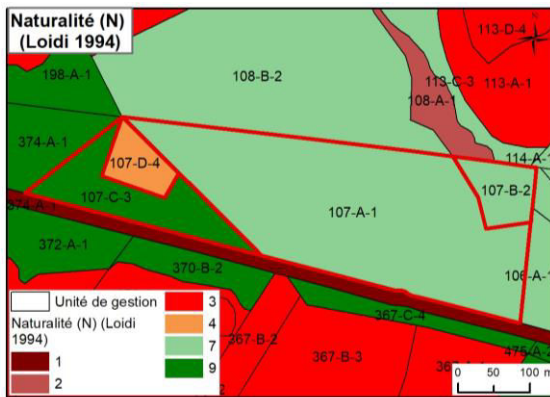 Naturalité (N)
(Loidi 1994)
113-D-4
N
198-A-1
108-B-2
113-C-3
113-A-1
108-A-1
374-A-1
107-D-4
114-A-1
107-B-2
107-C-3
374-A-1
107-A-1
372-A-1
106-A-1
370-B-2
Unité de gestion
Naturalité (N) (Loidi
1994)
1
2
3
4
7
9
367-C-4
367-B-2
367-B-3
475-A-2
0 50 100 m